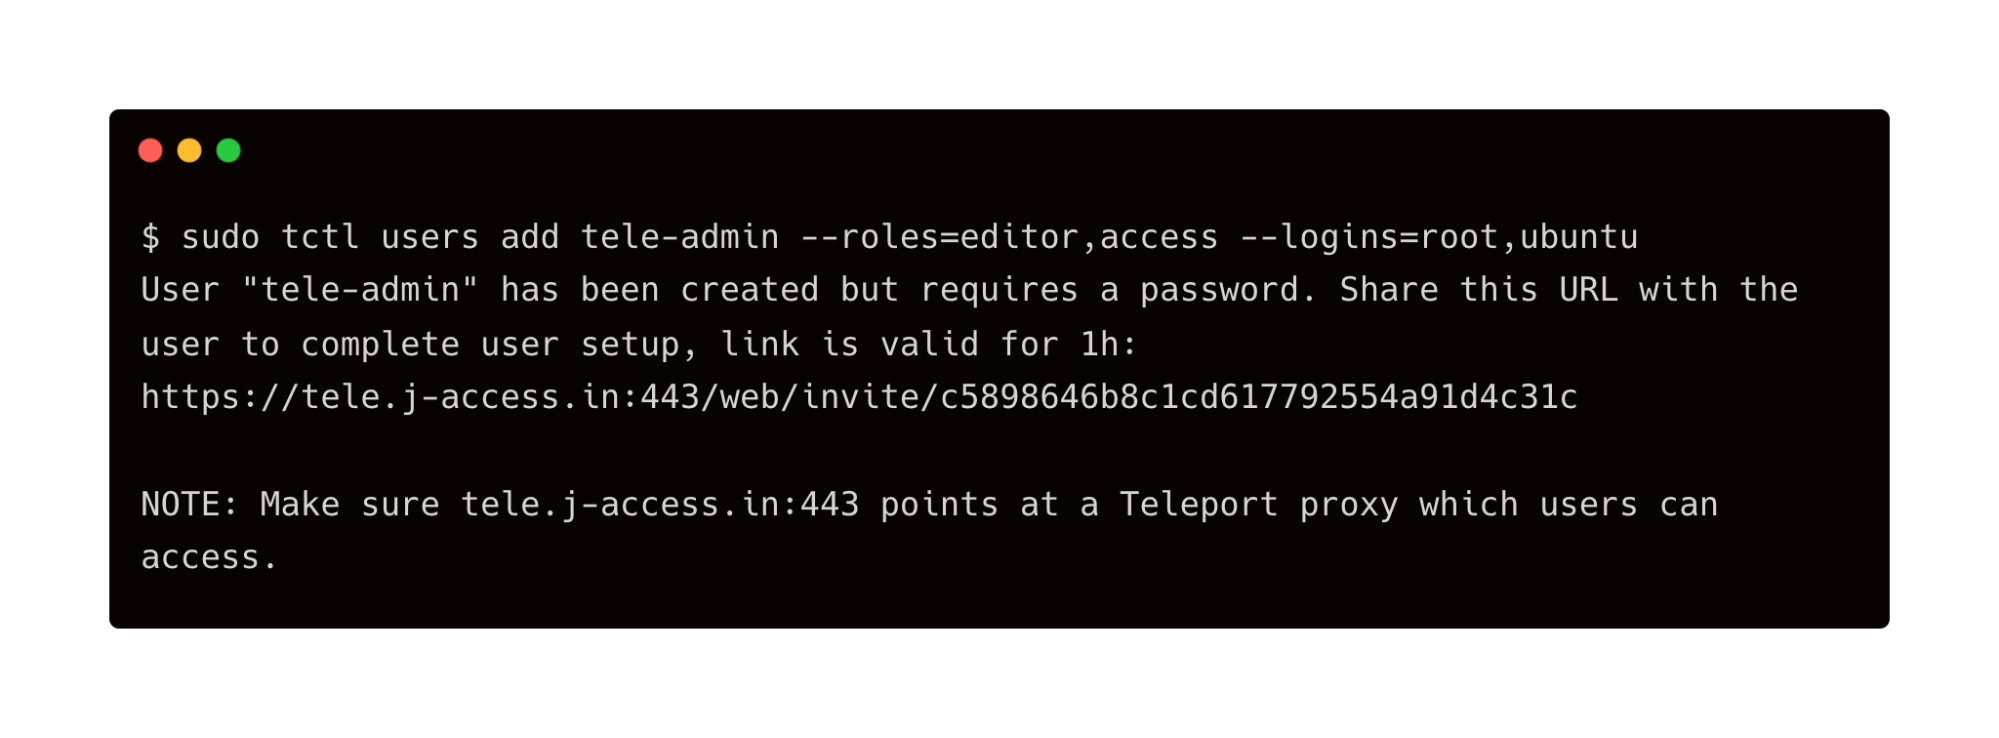 $ sudo tctl users add tele-admin --roles=editor,access --logins=root,ubuntu
User "tele-admin" has been created but requires a password. Share this URL with the
user to complete user setup, link is valid for 1h:
https://tele.j-access.in:443/web/invite/c5898646b8c1cd617792554a91d4c31c
NOTE: Make sure tele.j-access.in:443 points at a Teleport proxy which users can
access.